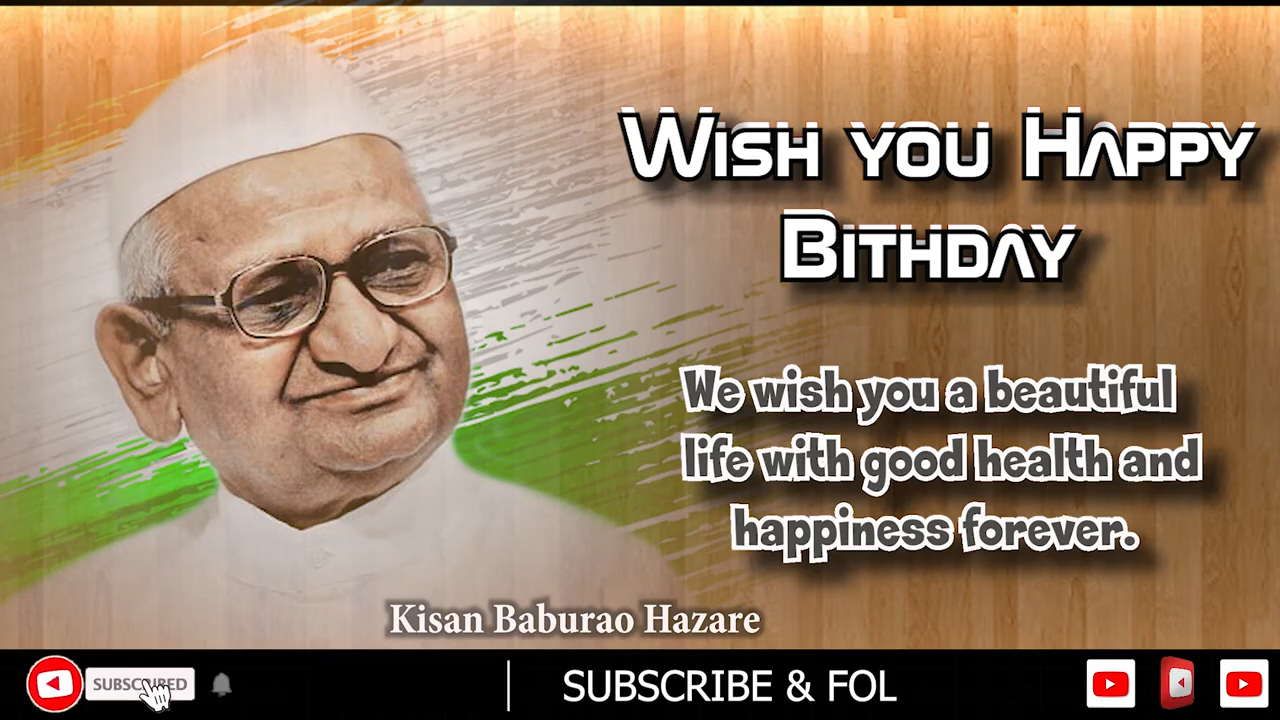 Wish you Happy
Bithday
We wish you a beautiful
life with good health and
happiness forever.
Kisan Baburao Hazare
SUBSCRIBED
SUBSCRIBE & FOL